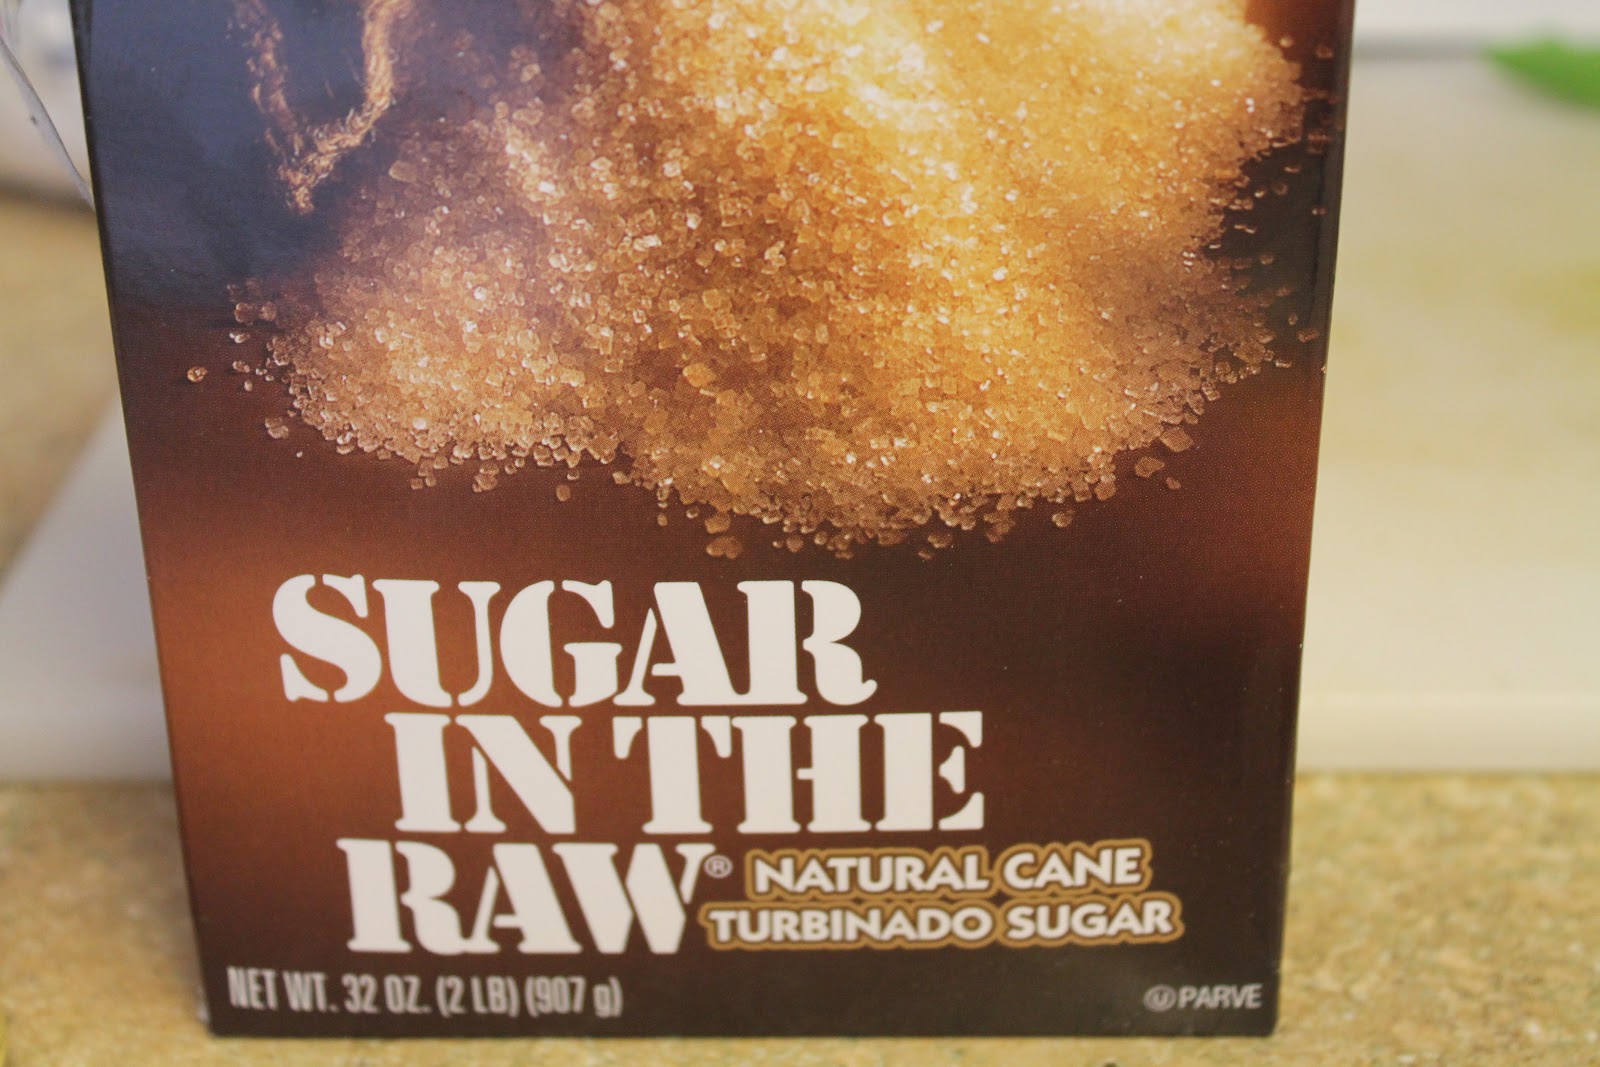 SUGAR
IN THE
RAW®
NATURAL CANE
TURBINADO SUGAR
NET WT. 32 OZ. (2 LB) (907 g)
Ⓤ PARVE